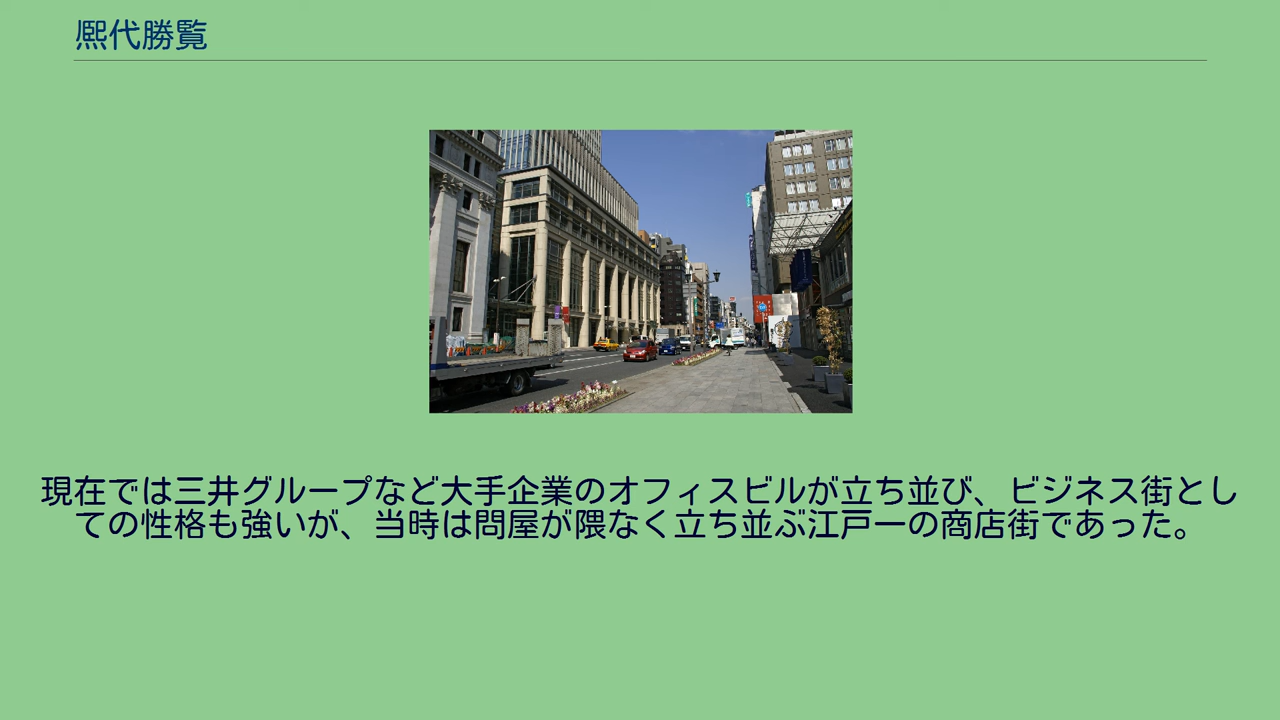 熈代勝覧
現在では三井グループなど大手企業のオフィスビルが立ち並び、ビジネス街とし
ての性格も強いが、当時は問屋が隈なく立ち並ぶ江戸一の商店街であった。